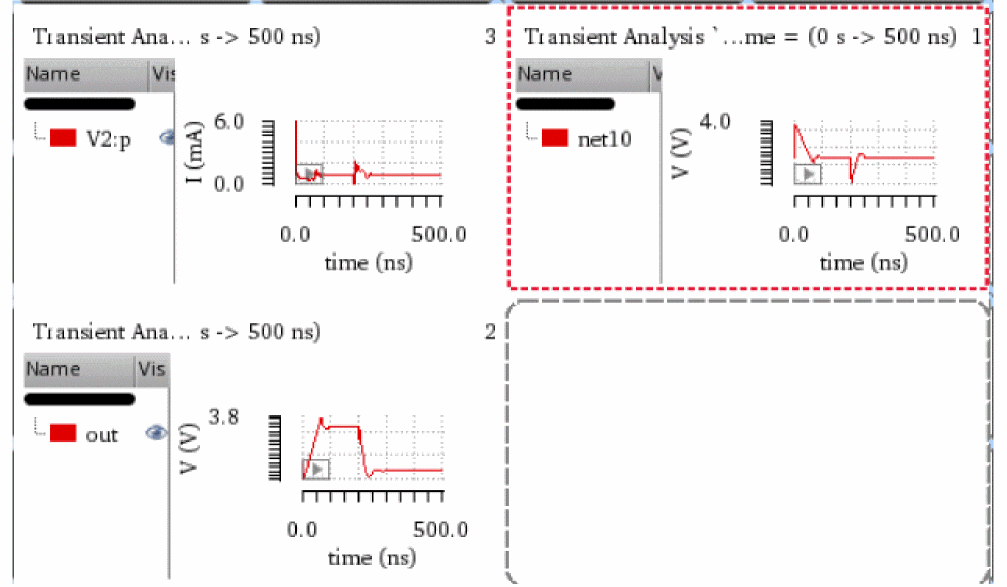 Transient Ana... s -> 500 ns)
3
Name
Vis
V2:p
I (mA)
6.0
0.0
0.0
500.0
time (ns)
Transient Analysis `...me = (0 s -> 500 ns)
1
Name
V
net10
V (V)
4.0
0.0
500.0
time (ns)
Transient Ana... s -> 500 ns)
2
Name
Vis
out
V (V)
3.8
0.0
500.0
time (ns)